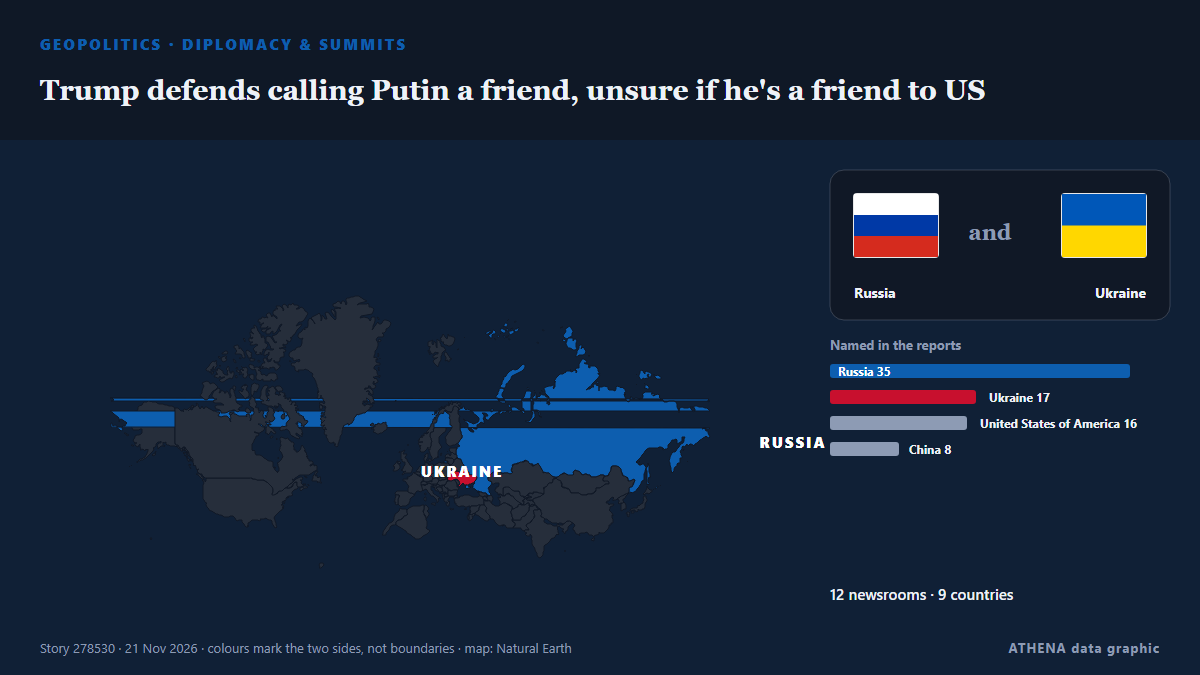 GEOPOLITICS · DIPLOMACY & SUMMITS
Trump defends calling Putin a friend, unsure if he's a friend to US
and
Russia
Ukraine
Named in the reports
Russia 35
Ukraine 17
United States of America 16
China 8
RUSSIA
UKRAINE
12 newsrooms · 9 countries
Story 278530 · 21 Nov 2026 · colours mark the two sides, not boundaries · map: Natural Earth
ATHENA data graphic